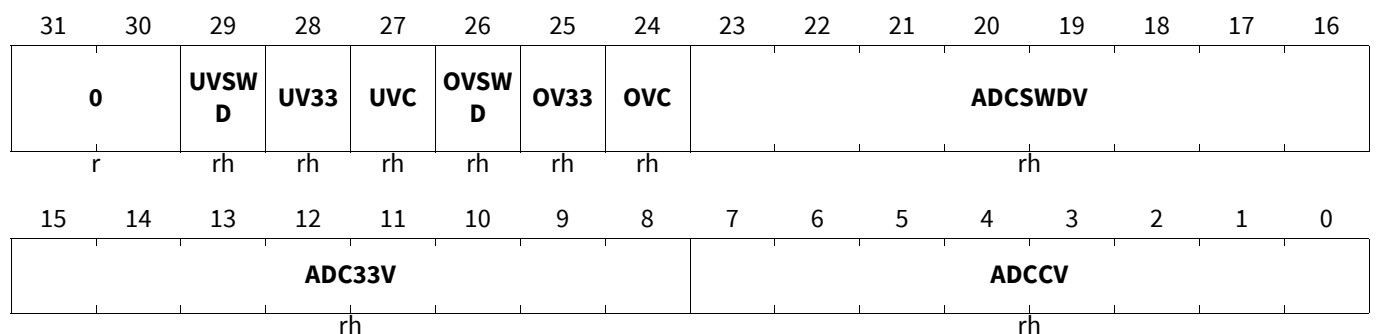 31 30 29 28 27 26 25 24 23 22 21 20 19 18 17 16
0 UVSW
D UV33 UVC OVSW
D OV33 OVC ADCSWDV
r rh rh rh rh rh rh rh
15 14 13 12 11 10 9 8 7 6 5 4 3 2 1 0
ADC33V ADCCV
rh rh